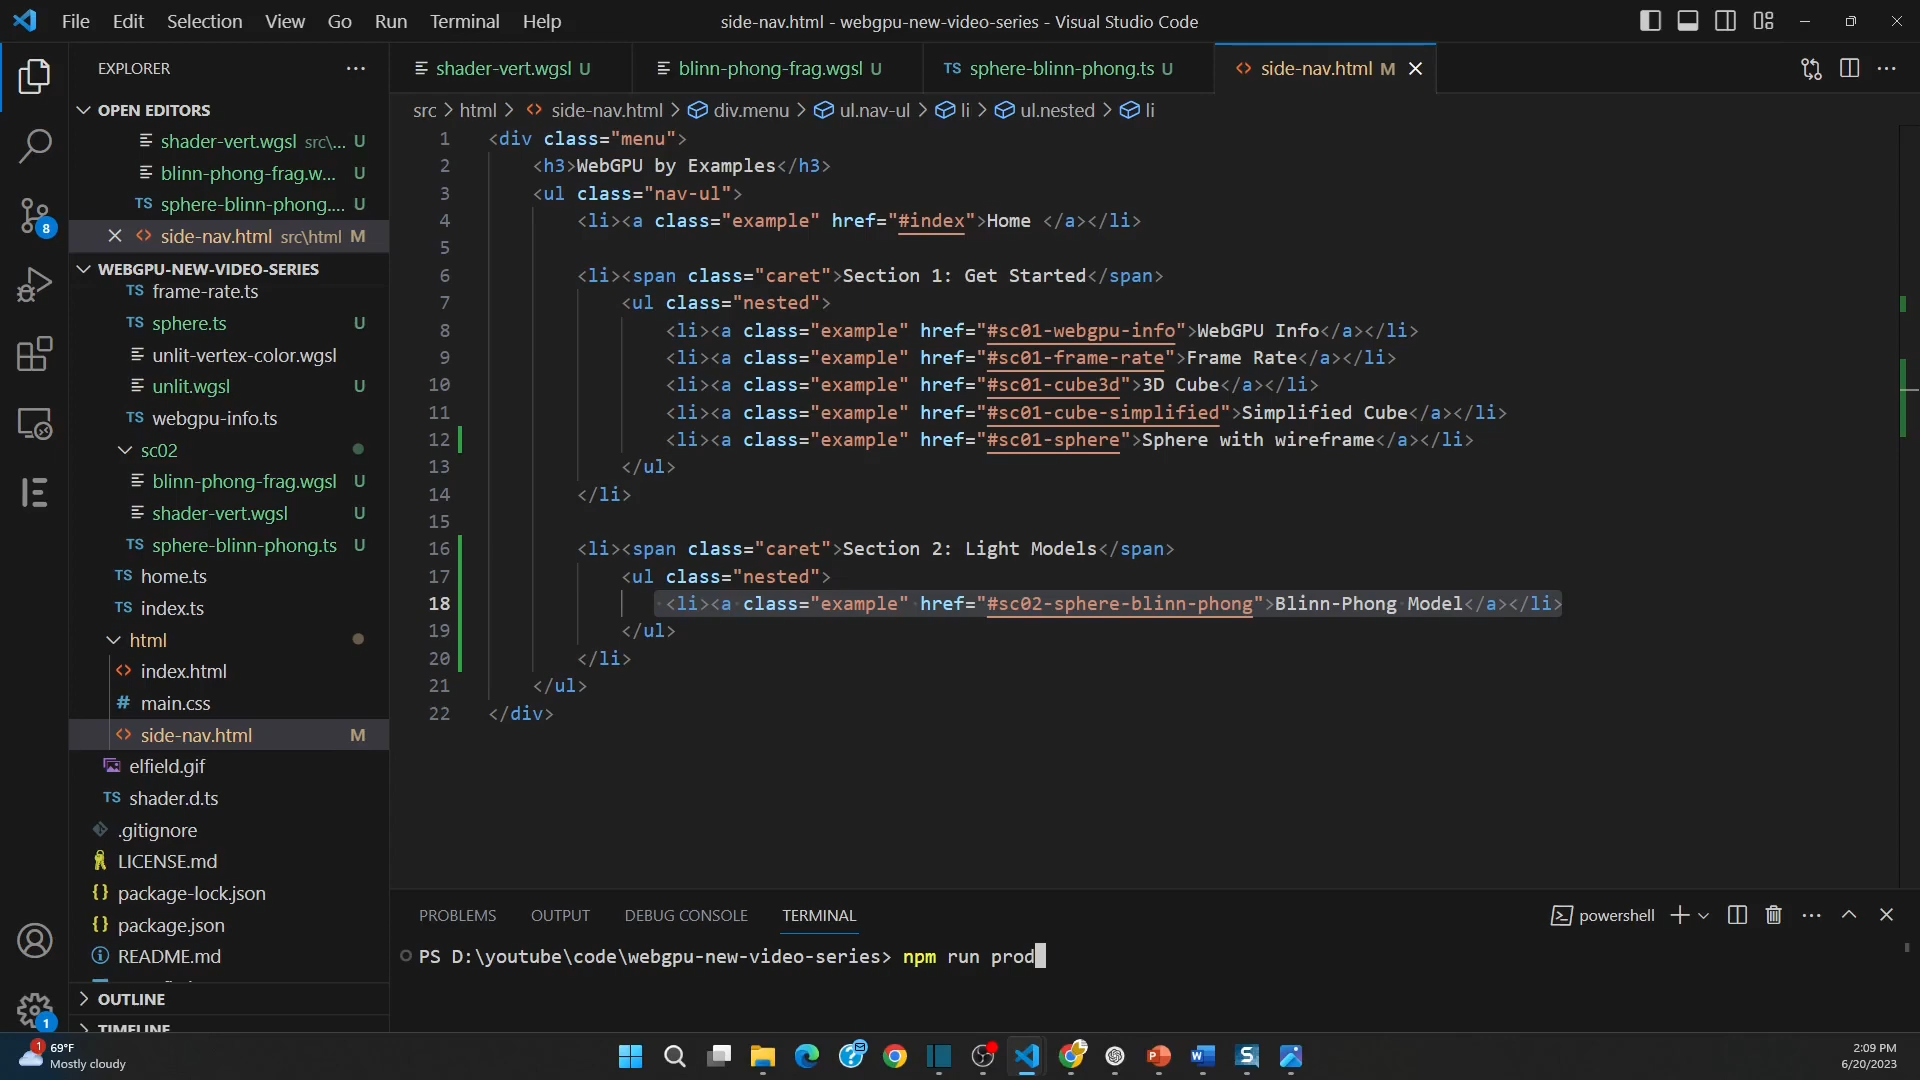 File Edit Selection View Go Run Terminal Help
side-nav.html - webgpu-new-video-series - Visual Studio Code
EXPLORER
OPEN EDITORS
shader-vert.wgsl src\... U
blinn-phong-frag.w... U
TS sphere-blinn-phong.... U
side-nav.html src\html M
WEBGPU-NEW-VIDEO-SERIES
TS frame-rate.ts
TS sphere.ts U
unlit-vertex-color.wgsl
unlit.wgsl U
TS webgpu-info.ts
sc02
blinn-phong-frag.wgsl U
shader-vert.wgsl U
TS sphere-blinn-phong.ts U
TS home.ts
TS index.ts
html
index.html
# main.css
side-nav.html M
elfield.gif
TS shader.d.ts
.gitignore
LICENSE.md
{} package-lock.json
{} package.json
README.md
OUTLINE
TIMELINE
8
1
shader-vert.wgsl U
blinn-phong-frag.wgsl U
TS sphere-blinn-phong.ts U
side-nav.html M
src > html > side-nav.html > div.menu > ul.nav-ul > li > ul.nested > li
1 <div class="menu">
2 <h3>WebGPU by Examples</h3>
3 <ul class="nav-ul">
4 <li><a class="example" href="#index">Home </a></li>
5
6 <li><span class="caret">Section 1: Get Started</span>
7 <ul class="nested">
8 <li><a class="example" href="#sc01-webgpu-info">WebGPU Info</a></li>
9 <li><a class="example" href="#sc01-frame-rate">Frame Rate</a></li>
10 <li><a class="example" href="#sc01-cube3d">3D Cube</a></li>
11 <li><a class="example" href="#sc01-cube-simplified">Simplified Cube</a></li>
12 <li><a class="example" href="#sc01-sphere">Sphere with wireframe</a></li>
13 </ul>
14 </li>
15
16 <li><span class="caret">Section 2: Light Models</span>
17 <ul class="nested">
18 <li><a class="example" href="#sc02-sphere-blinn-phong">Blinn-Phong Model</a></li>
19 </ul>
20 </li>
21 </ul>
22 </div>
PROBLEMS OUTPUT DEBUG CONSOLE TERMINAL
powershell
PS D:\youtube\code\webgpu-new-video-series> npm run prod
1
69°F
Mostly cloudy
2:09 PM
6/20/2023